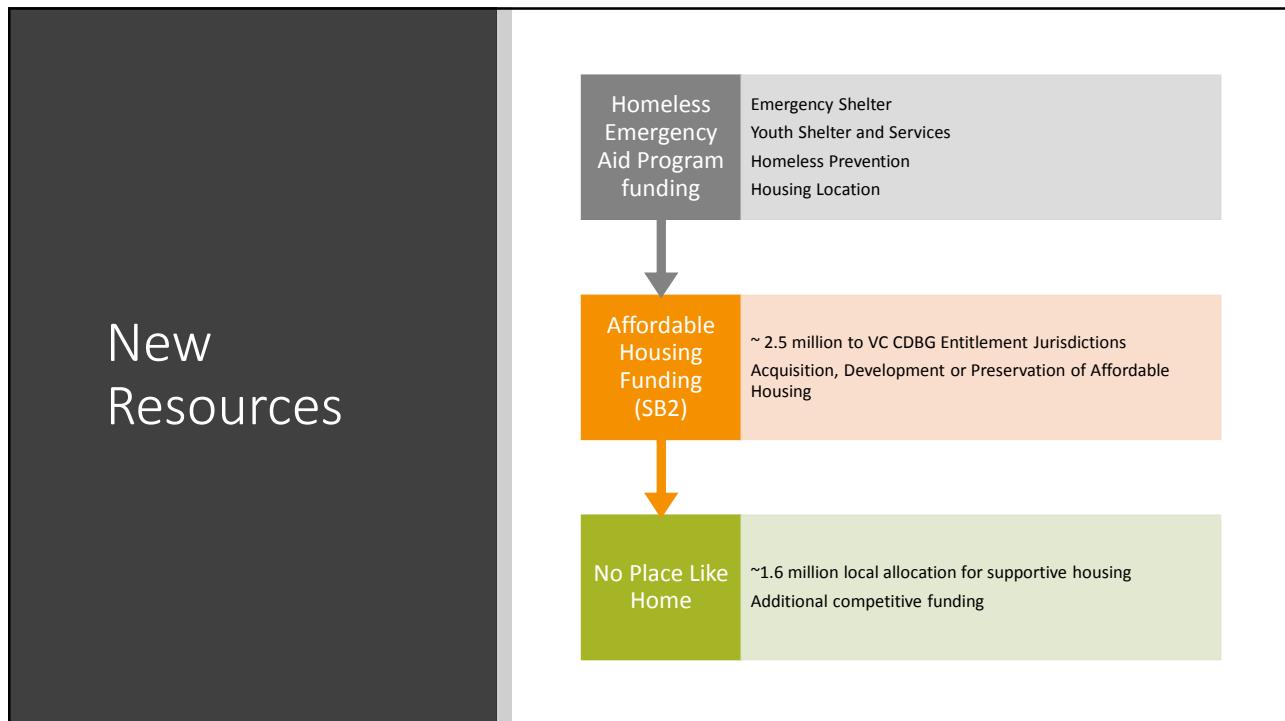 New
Resources
Homeless
Emergency
Aid Program
funding
Emergency Shelter
Youth Shelter and Services
Homeless Prevention
Housing Location
Affordable
Housing
Funding
(SB2)
~ 2.5 million to VC CDBG Entitlement Jurisdictions
Acquisition, Development or Preservation of Affordable
Housing
No Place Like
Home
~1.6 million local allocation for supportive housing
Additional competitive funding